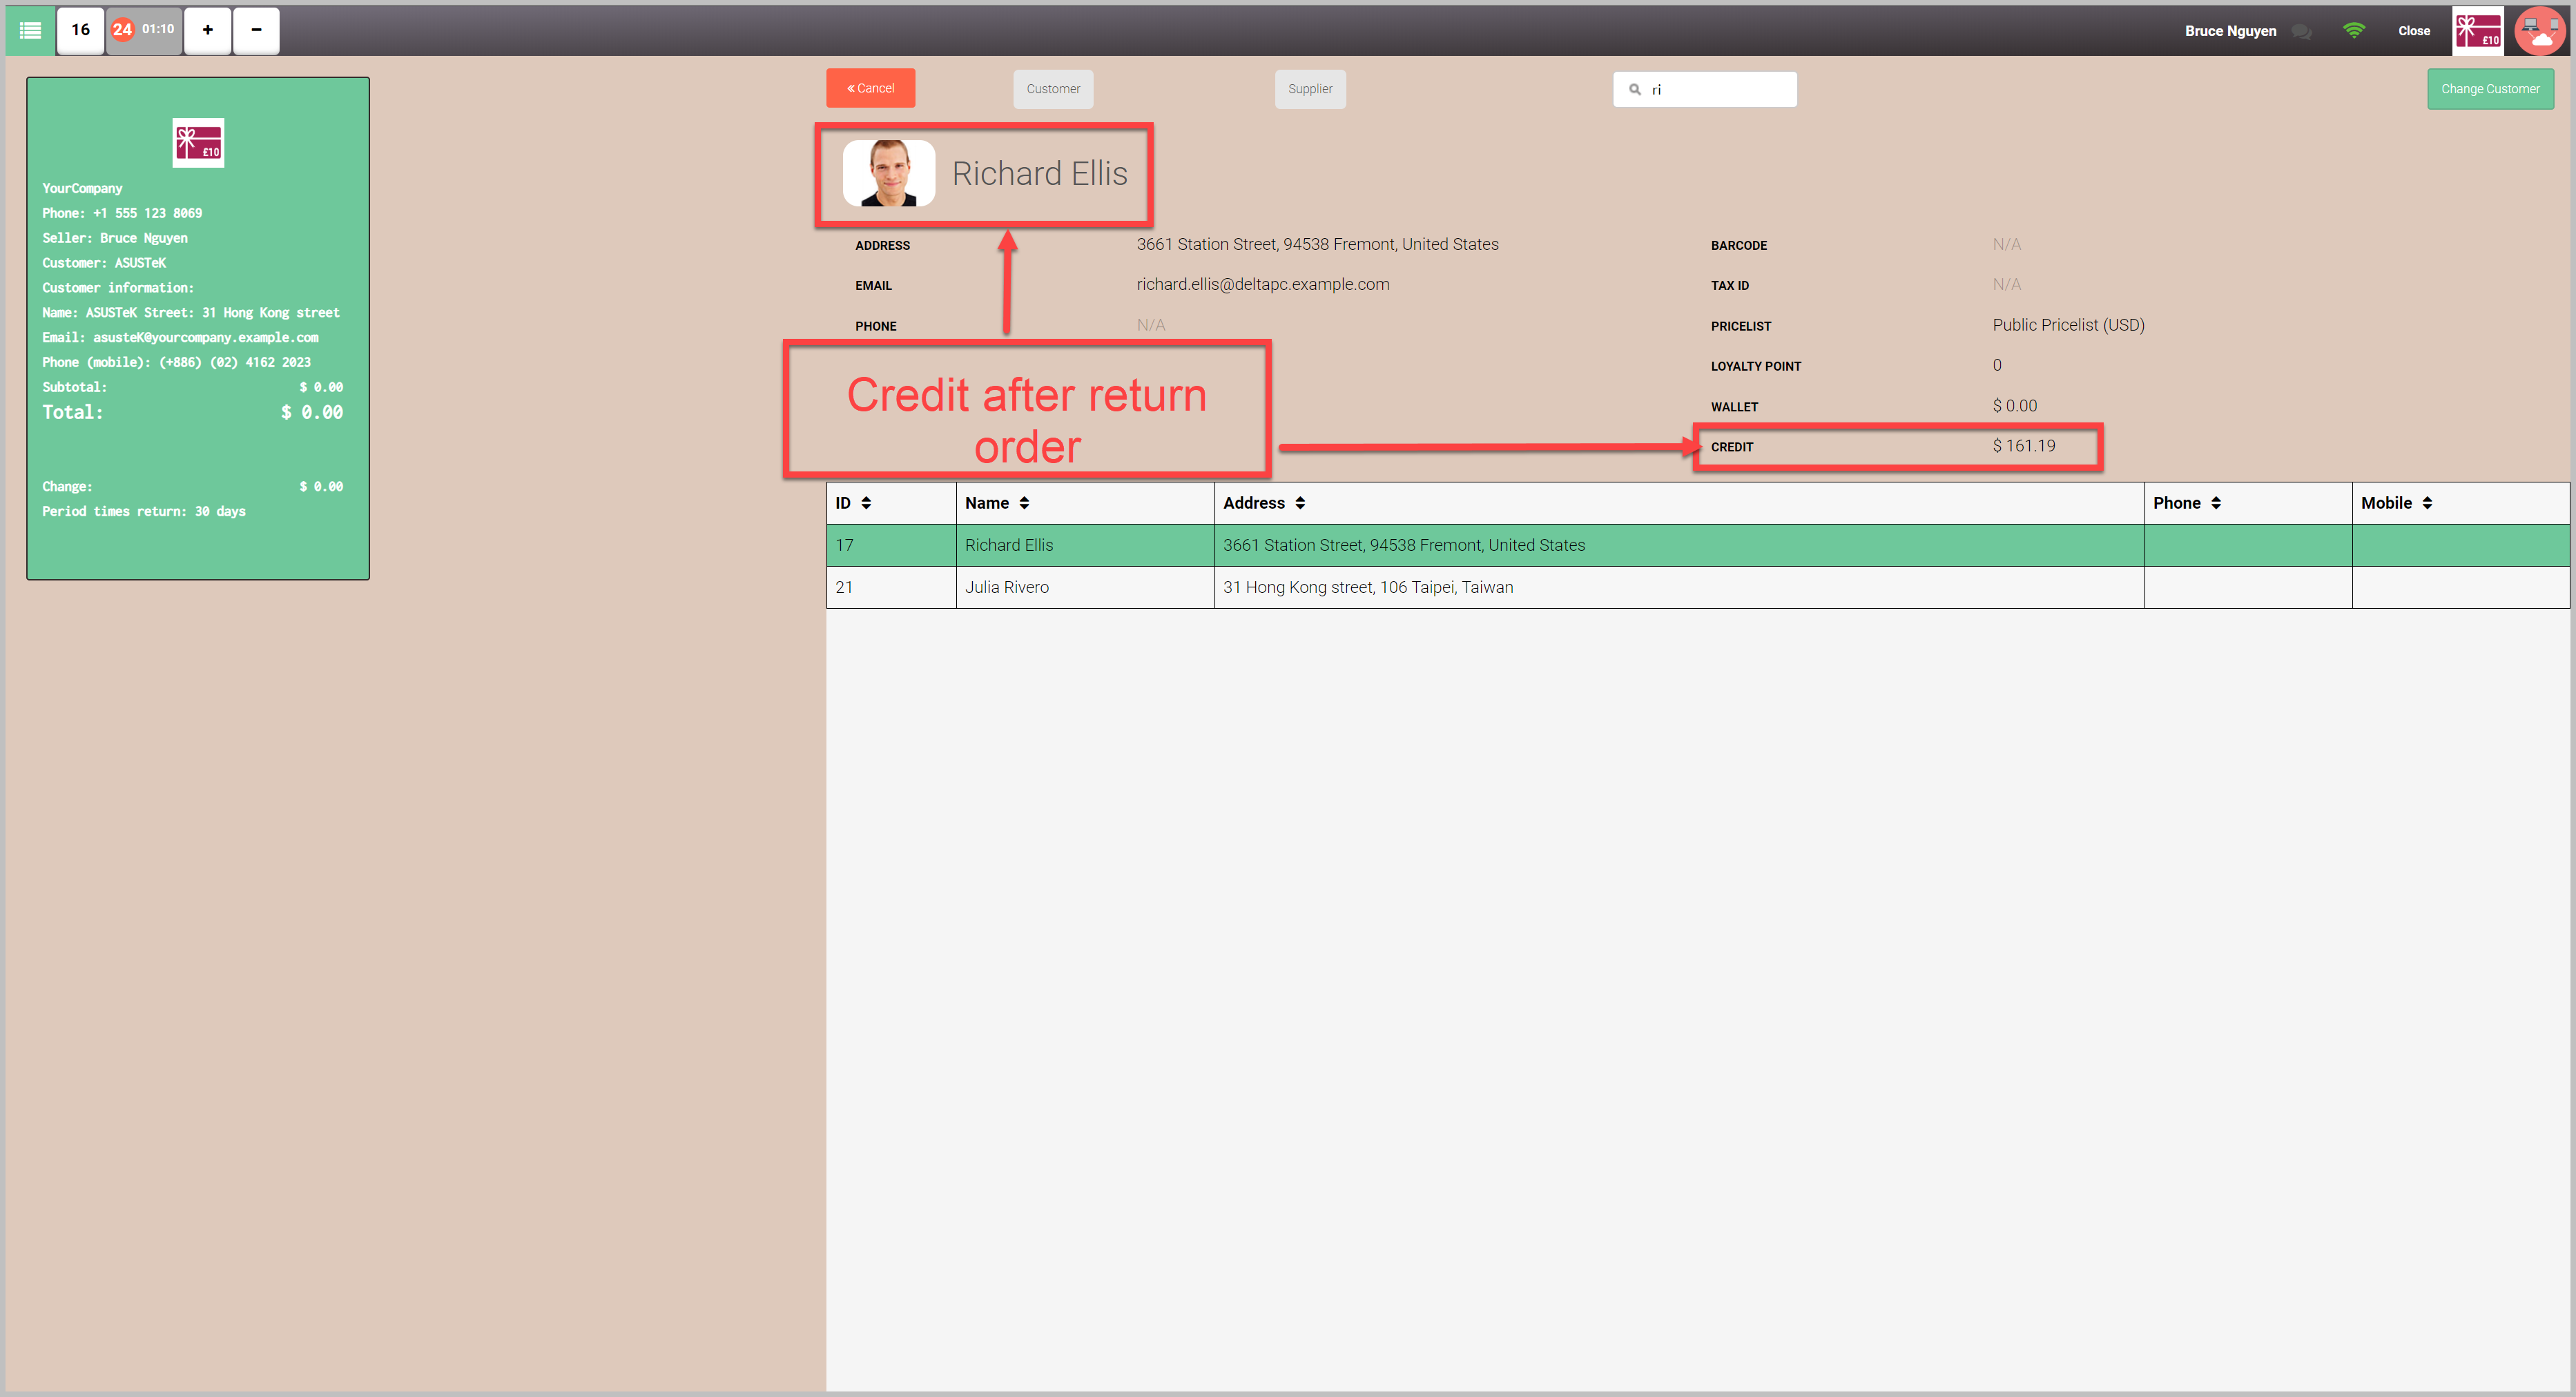 16 24 01:10 + − Bruce Nguyen Close £10
£10
YourCompany
Phone: +1 555 123 8069
Seller: Bruce Nguyen
Customer: ASUSTeK
Customer information:
Name: ASUSTeK Street: 31 Hong Kong street
Email: asusteK@yourcompany.example.com
Phone (mobile): (+886) (02) 4162 2023
Subtotal: $ 0.00
Total: $ 0.00
Change: $ 0.00
Period times return: 30 days
« Cancel Customer Supplier ri Change Customer
Richard Ellis
ADDRESS 3661 Station Street, 94538 Fremont, United States
EMAIL richard.ellis@deltapc.example.com
PHONE N/A
BARCODE N/A
TAX ID N/A
PRICELIST Public Pricelist (USD)
LOYALTY POINT 0
WALLET $ 0.00
CREDIT $ 161.19
Credit after return
order
ID Name Address Phone Mobile
17 Richard Ellis 3661 Station Street, 94538 Fremont, United States
21 Julia Rivero 31 Hong Kong street, 106 Taipei, Taiwan